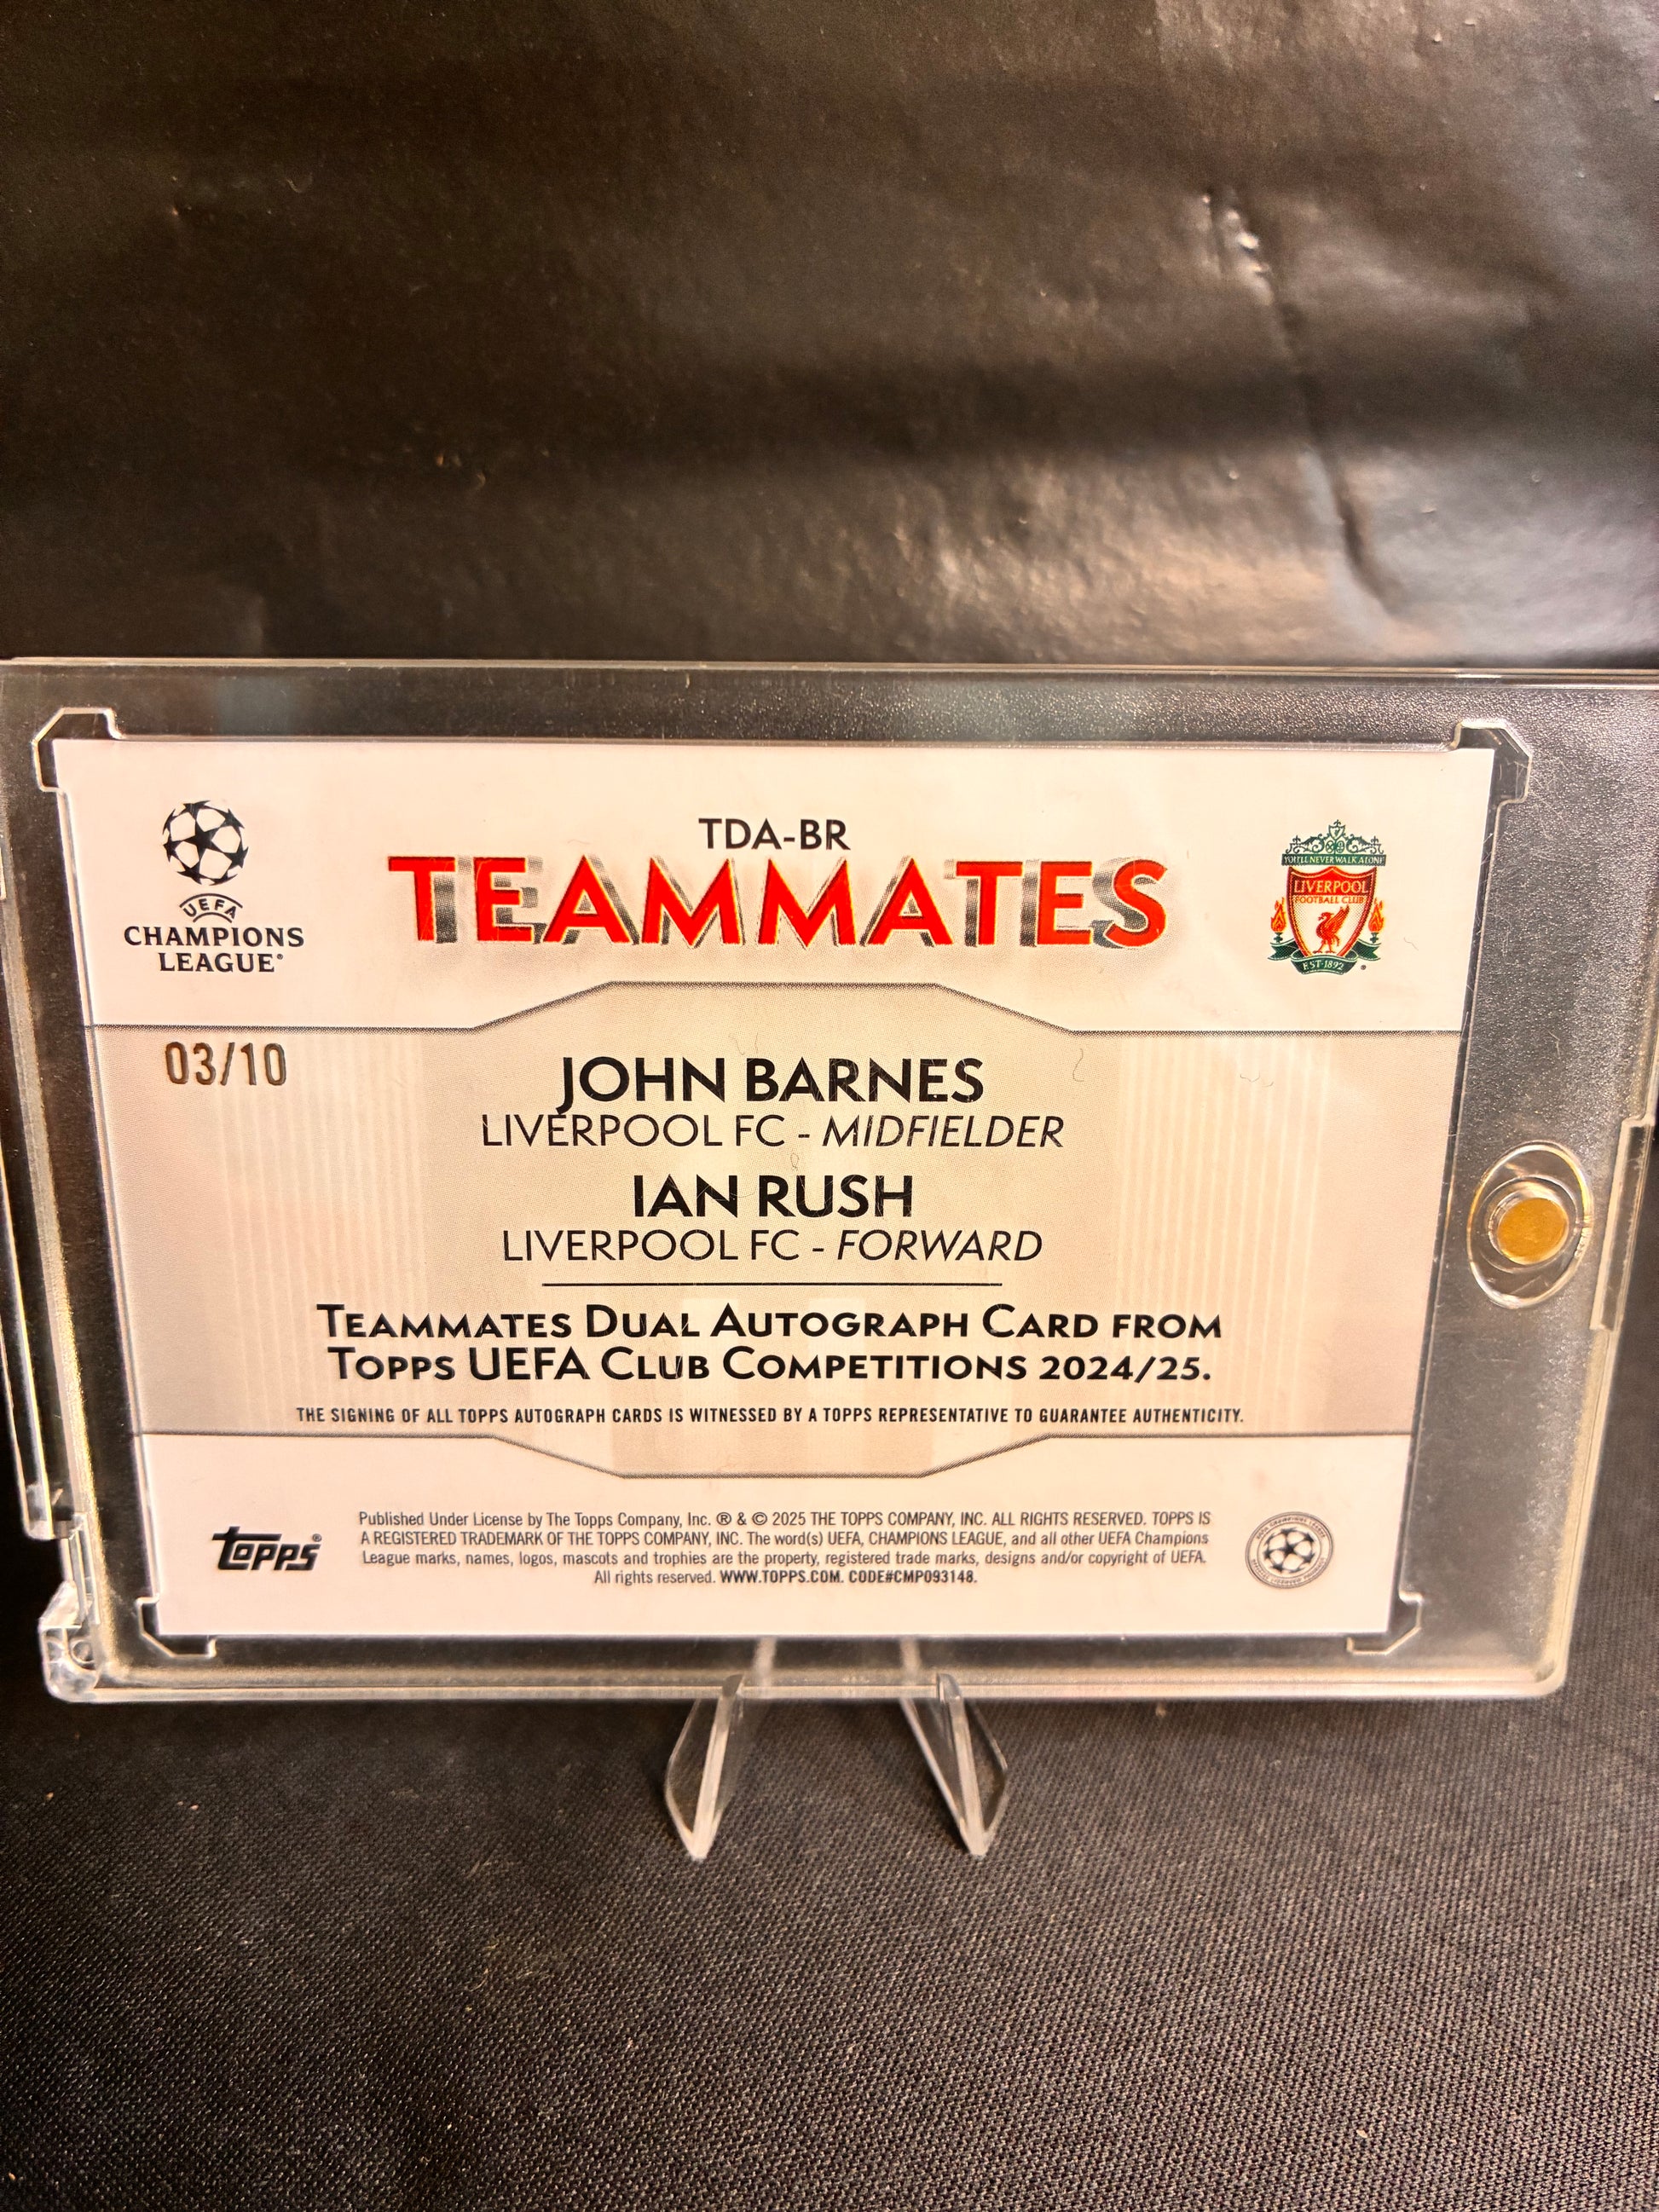 TDA-BR
TEAMMATES
UEFA
CHAMPIONS
LEAGUE®
YOU'LL NEVER WALK ALONE
LIVERPOOL
FOOTBALL CLUB
EST·1892
03/10
JOHN BARNES
LIVERPOOL FC - MIDFIELDER
IAN RUSH
LIVERPOOL FC - FORWARD
TEAMMATES DUAL AUTOGRAPH CARD FROM
TOPPS UEFA CLUB COMPETITIONS 2024/25.
THE SIGNING OF ALL TOPPS AUTOGRAPH CARDS IS WITNESSED BY A TOPPS REPRESENTATIVE TO GUARANTEE AUTHENTICITY.
topps®
Published Under License by The Topps Company, Inc. ® & © 2025 THE TOPPS COMPANY, INC. ALL RIGHTS RESERVED. TOPPS IS
A REGISTERED TRADEMARK OF THE TOPPS COMPANY, INC. The word(s) UEFA, CHAMPIONS LEAGUE, and all other UEFA Champions
League marks, names, logos, mascots and trophies are the property, registered trade marks, designs and/or copyright of UEFA.
All rights reserved. WWW.TOPPS.COM. CODE#CMP093148.